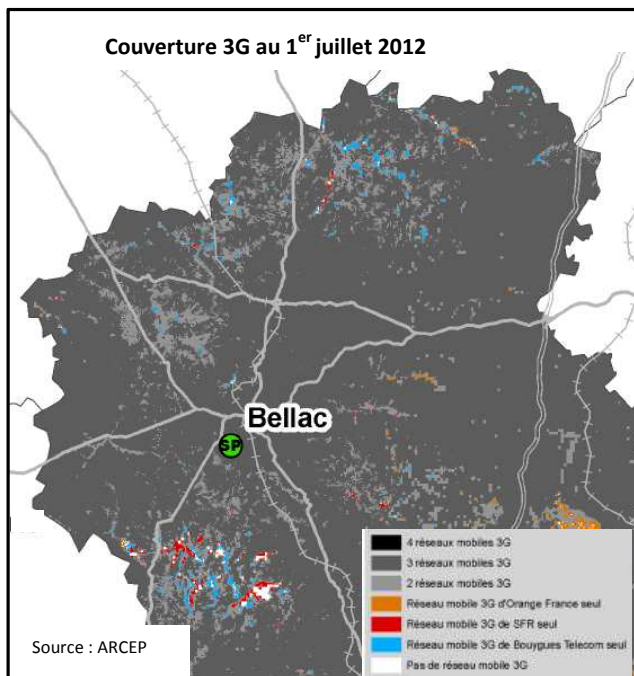 Couverture 3G au 1er juillet 2012
Bellac
SP
4 réseaux mobiles 3G
3 réseaux mobiles 3G
2 réseaux mobiles 3G
Réseau mobile 3G d'Orange France seul
Réseau mobile 3G de SFR seul
Réseau mobile 3G de Bouygues Telecom seul
Pas de réseau mobile 3G
Source : ARCEP